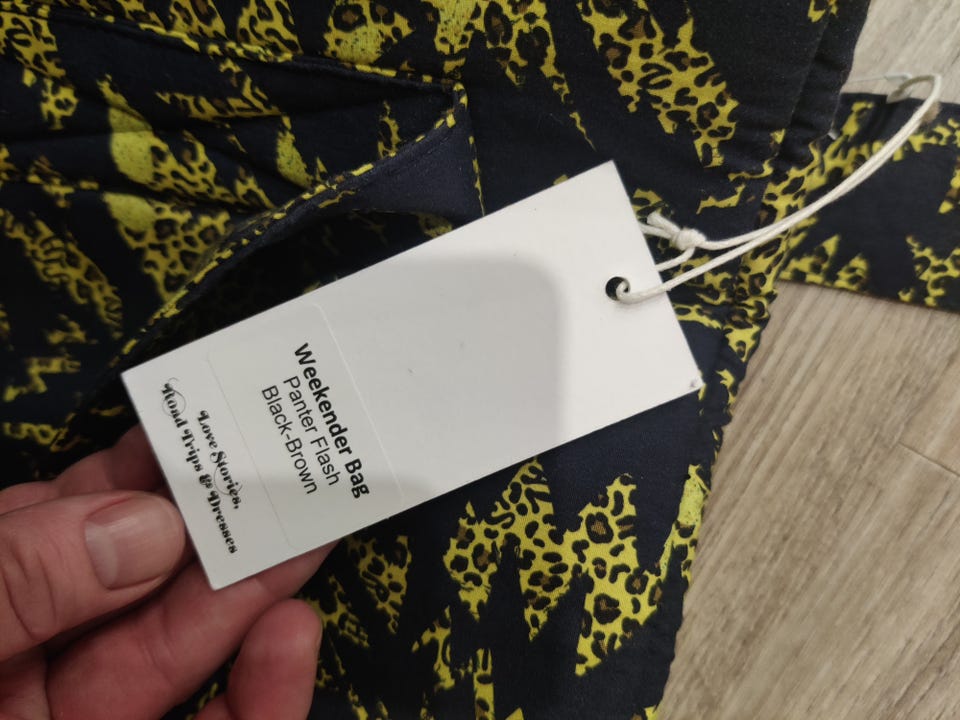 Weekender Bag
Panter Flash
Black-Brown
Love Stories,
Road Trips & Dresses